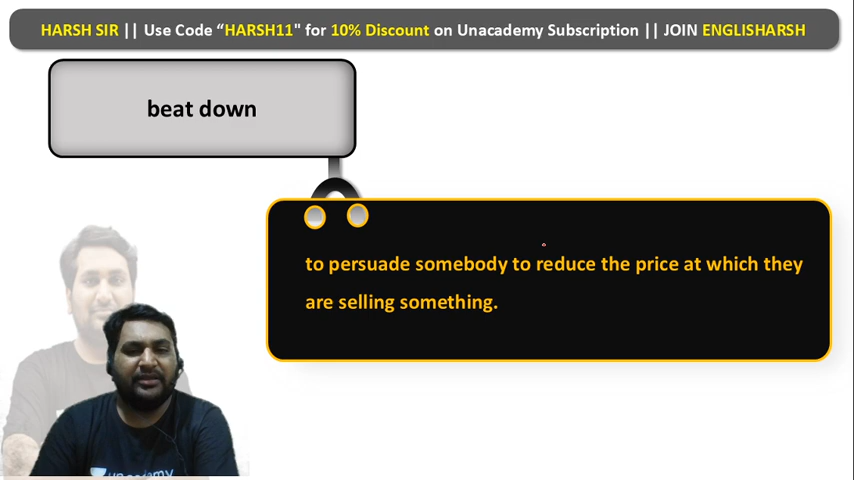 HARSH SIR || Use Code “HARSH11" for 10% Discount on Unacademy Subscription || JOIN ENGLISHARSH
beat down
to persuade somebody to reduce the price at which they
are selling something.